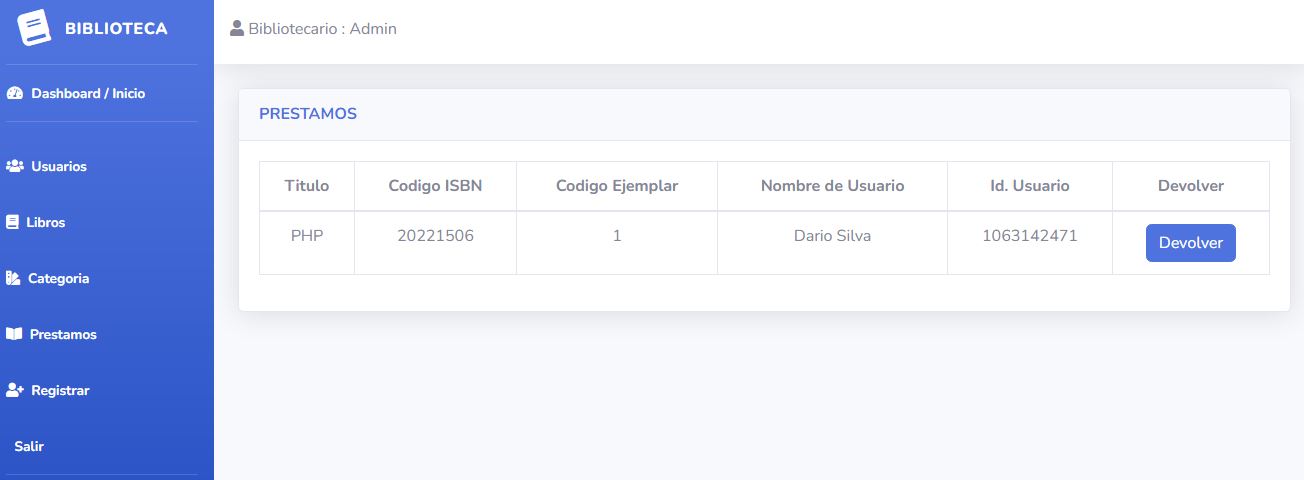 BIBLIOTECA
Bibliotecario : Admin
Dashboard / Inicio
Usuarios
Libros
Categoria
Prestamos
Registrar
Salir
PRESTAMOS
Titulo Codigo ISBN Codigo Ejemplar Nombre de Usuario Id. Usuario Devolver
PHP 20221506 1 Dario Silva 1063142471 Devolver